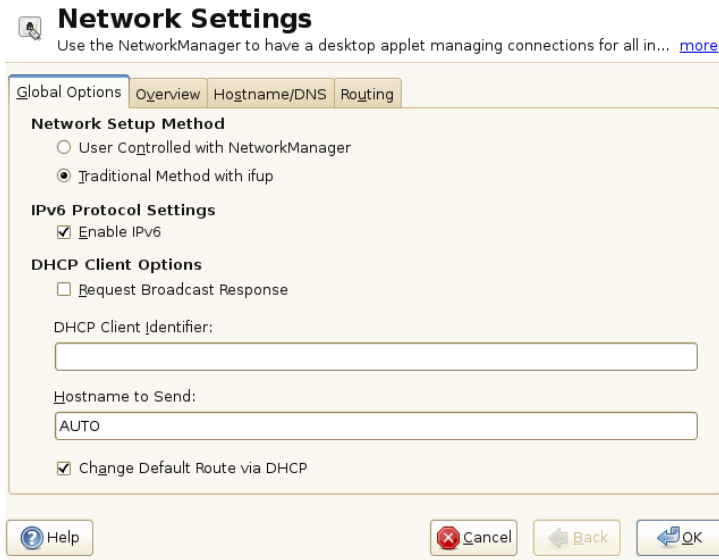 Network Settings
Use the NetworkManager to have a desktop applet managing connections for all in... more
Global Options Overview Hostname/DNS Routing
Network Setup Method
User Controlled with NetworkManager
Traditional Method with ifup
IPv6 Protocol Settings
Enable IPv6
DHCP Client Options
Request Broadcast Response
DHCP Client Identifier:
Hostname to Send:
AUTO
Change Default Route via DHCP
Help Cancel Back OK